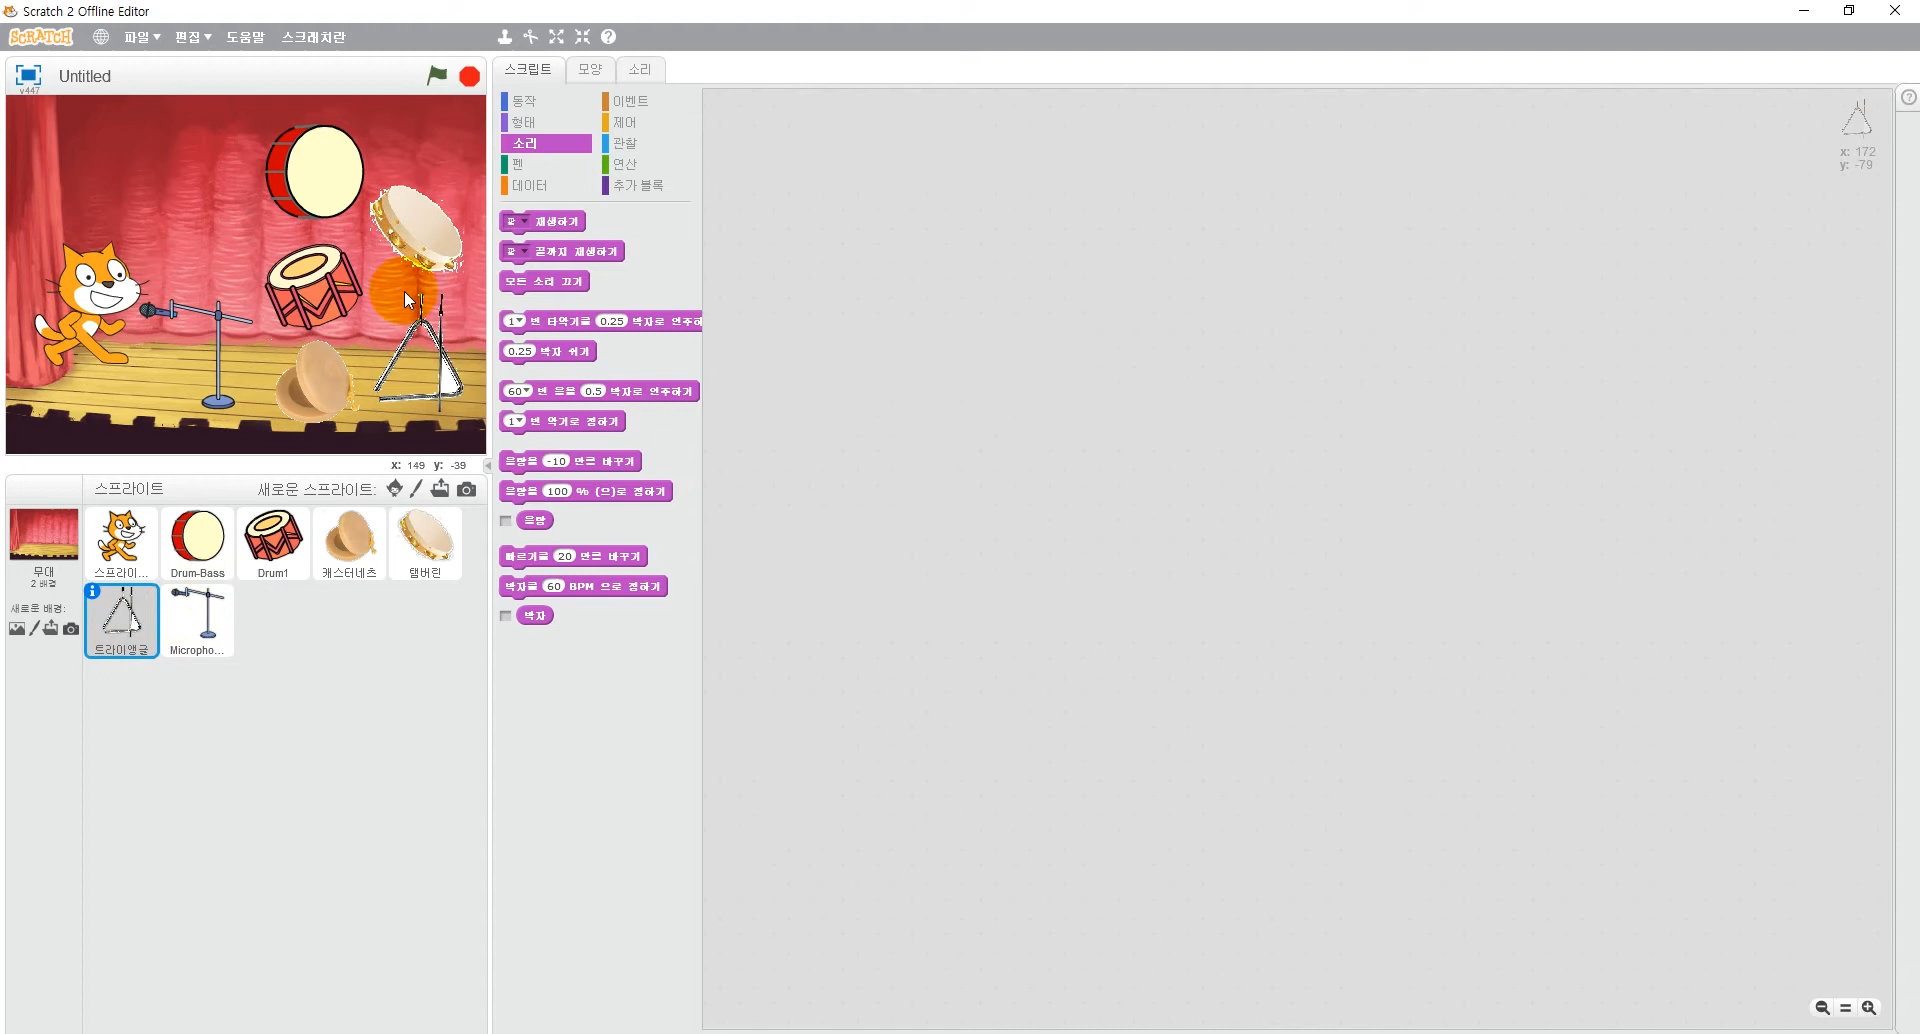 Scratch 2 Offline Editor
SCRATCH 파일 편집 도움말 스크래치란
v447 Untitled
스크립트 모양 소리
동작 이벤트
형태 제어
소리 관찰
펜 연산
데이터 추가 블록
팝 재생하기
팝 끝까지 재생하기
모든 소리 끄기
1 번 타악기를 0.25 박자로 연주하
0.25 박자 쉬기
60 번 음을 0.5 박자로 연주하기
1 번 악기로 정하기
음량을 -10 만큼 바꾸기
음량을 100 % (으)로 정하기
음량
빠르기를 20 만큼 바꾸기
박자를 60 BPM 으로 정하기
박자
x: 172
y: -79
x: 149 y: -39
스프라이트 새로운 스프라이트:
무대
2 배경
새로운 배경:
스프라이... Drum-Bass Drum1 캐스터네츠 탬버린
트라이앵글 Micropho...